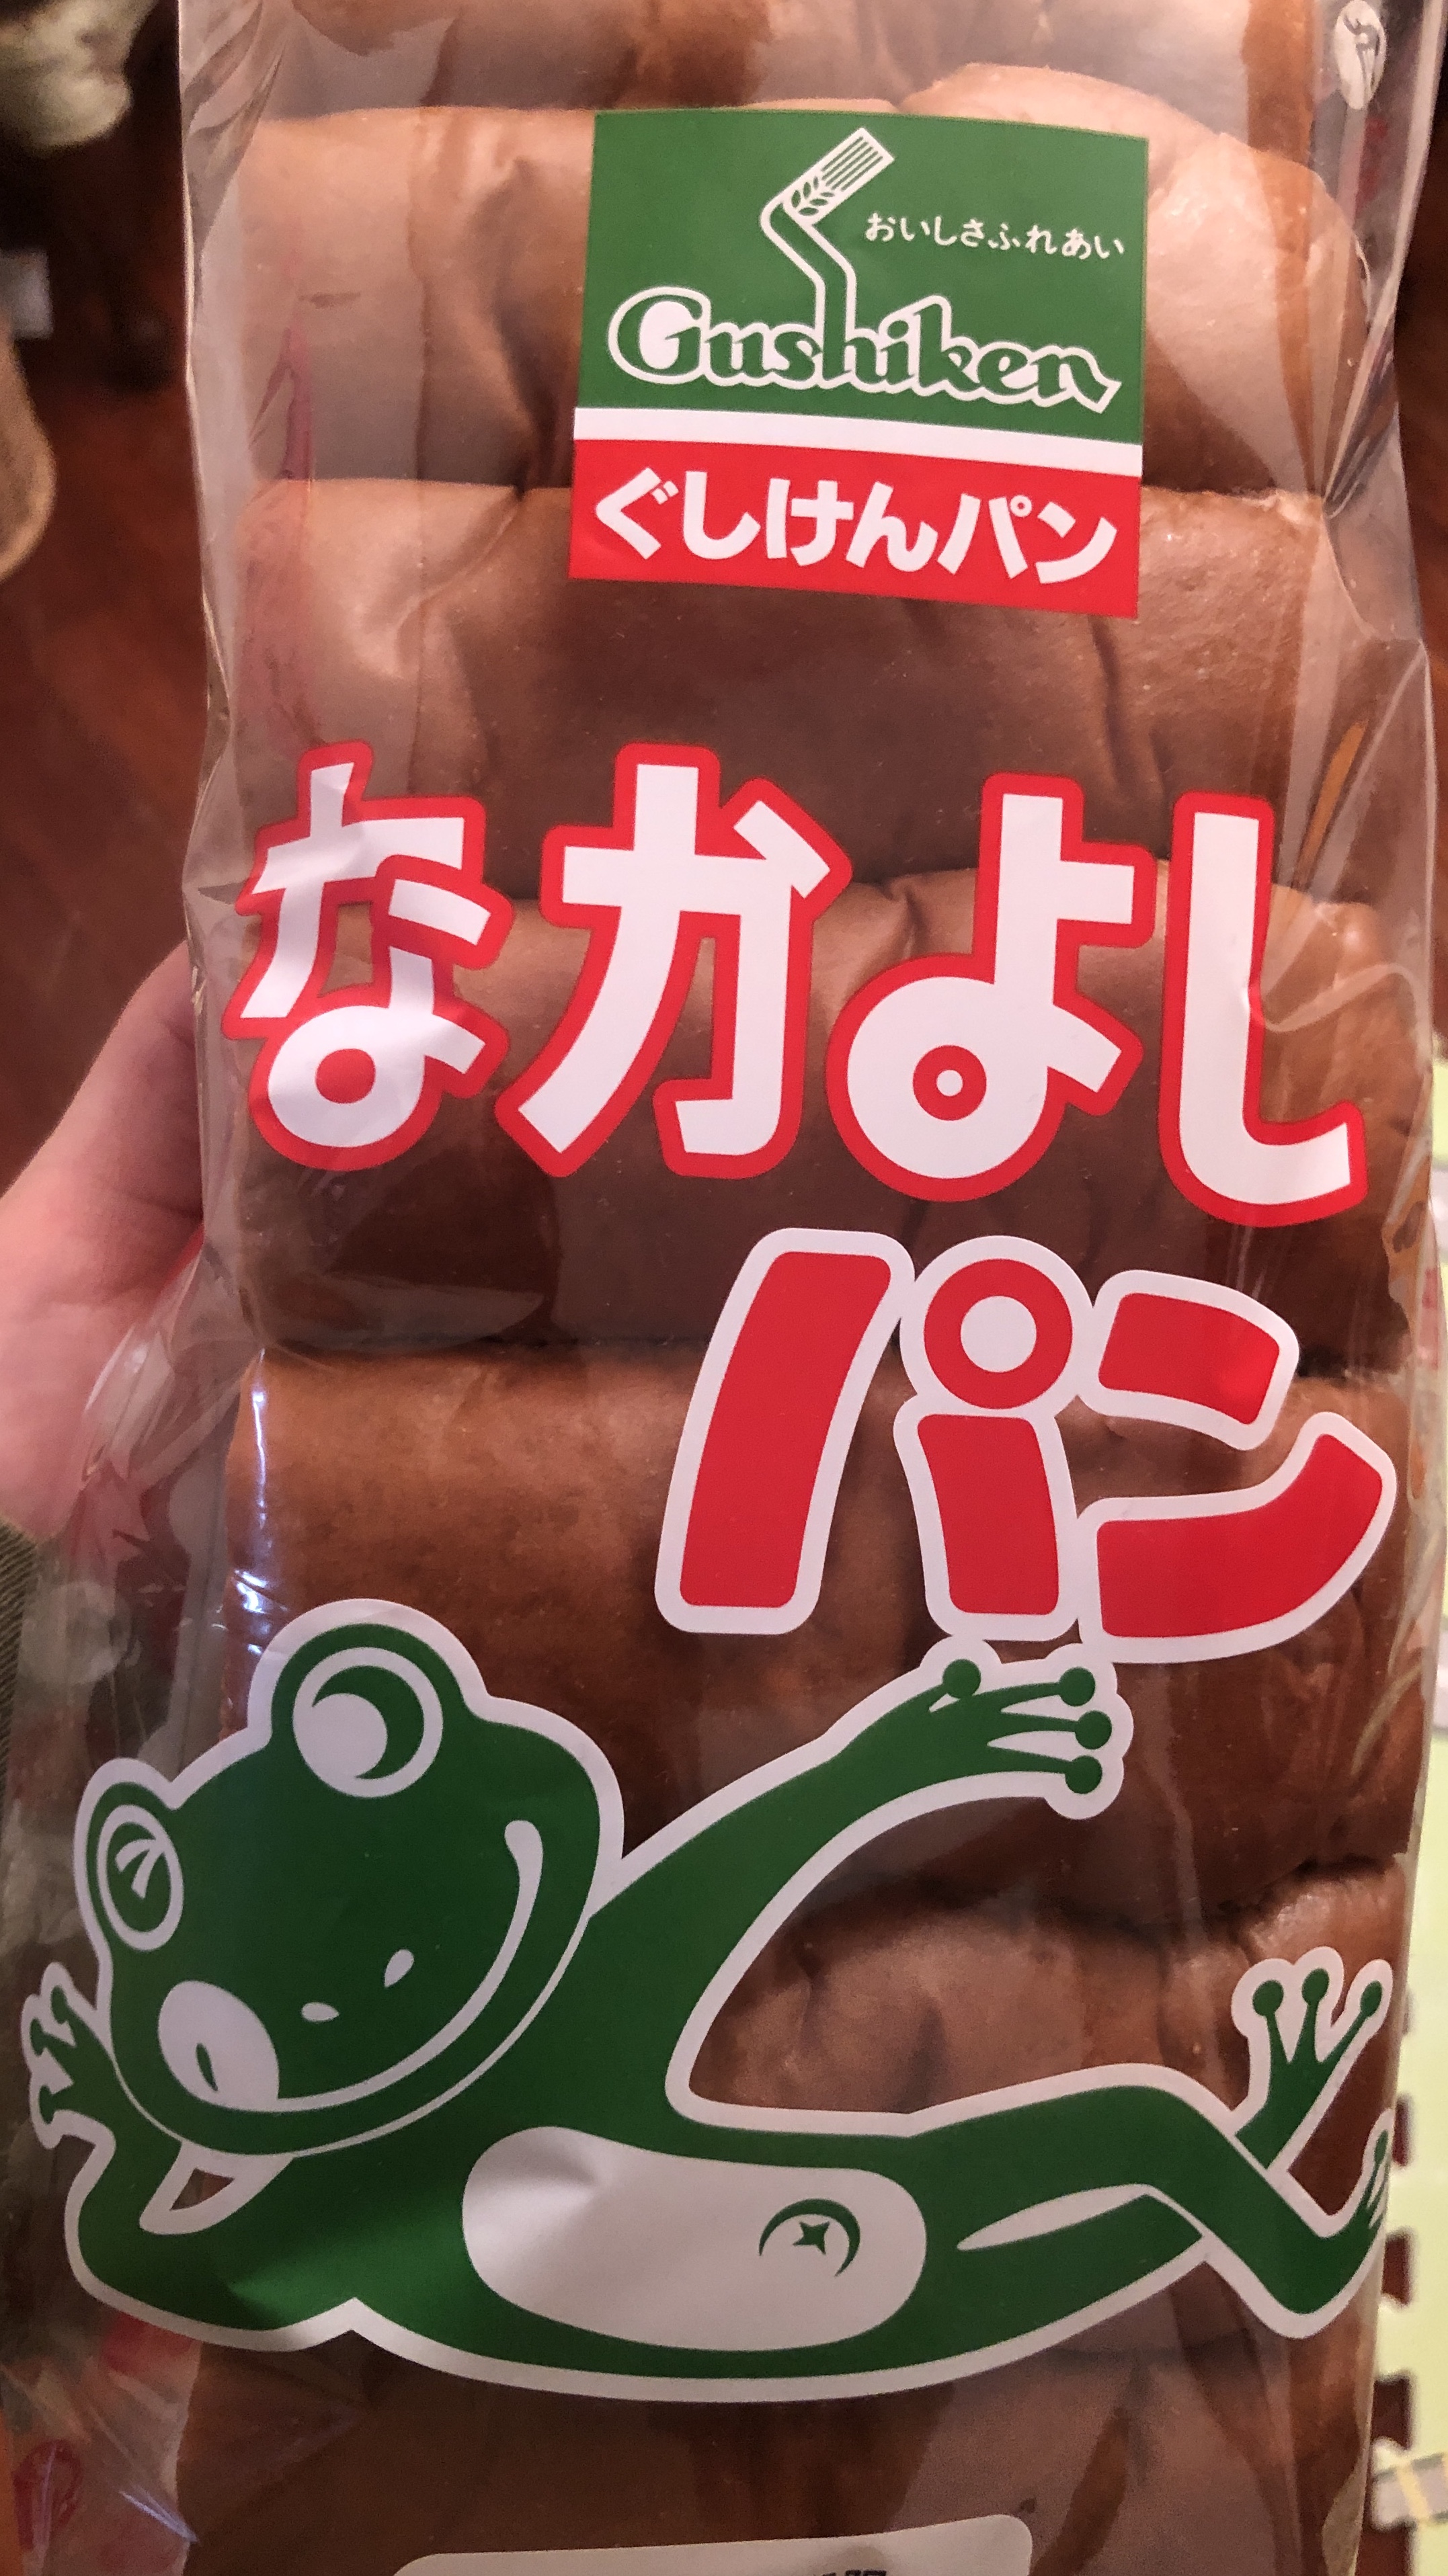 おいしさふれあい
Gushiken
ぐしけんパン
なかよし
パン